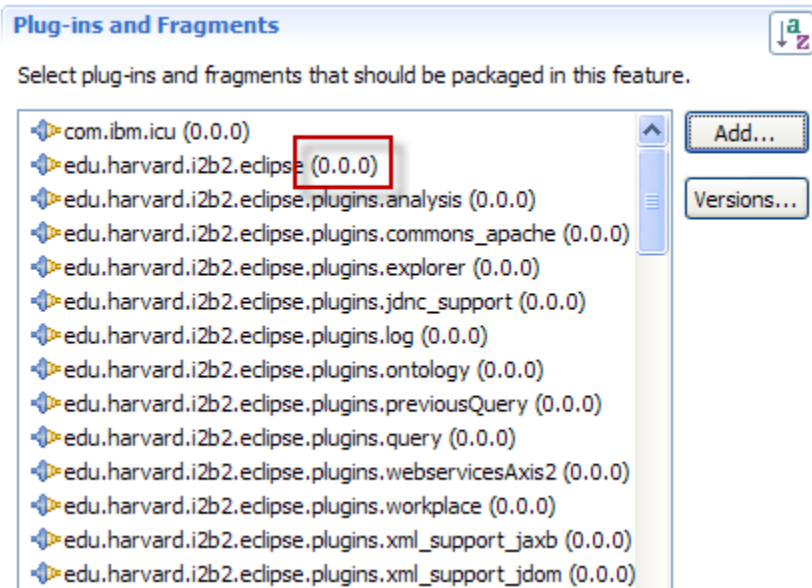 Plug-ins and Fragments
a
z
Select plug-ins and fragments that should be packaged in this feature.
com.ibm.icu (0.0.0)
Add...
edu.harvard.i2b2.eclipse (0.0.0)
edu.harvard.i2b2.eclipse.plugins.analysis (0.0.0)
Versions...
edu.harvard.i2b2.eclipse.plugins.commons_apache (0.0.0)
edu.harvard.i2b2.eclipse.plugins.explorer (0.0.0)
edu.harvard.i2b2.eclipse.plugins.jdnc_support (0.0.0)
edu.harvard.i2b2.eclipse.plugins.log (0.0.0)
edu.harvard.i2b2.eclipse.plugins.ontology (0.0.0)
edu.harvard.i2b2.eclipse.plugins.previousQuery (0.0.0)
edu.harvard.i2b2.eclipse.plugins.query (0.0.0)
edu.harvard.i2b2.eclipse.plugins.webservicesAxis2 (0.0.0)
edu.harvard.i2b2.eclipse.plugins.workplace (0.0.0)
edu.harvard.i2b2.eclipse.plugins.xml_support_jaxb (0.0.0)
edu.harvard.i2b2.eclipse.plugins.xml_support_jdom (0.0.0)